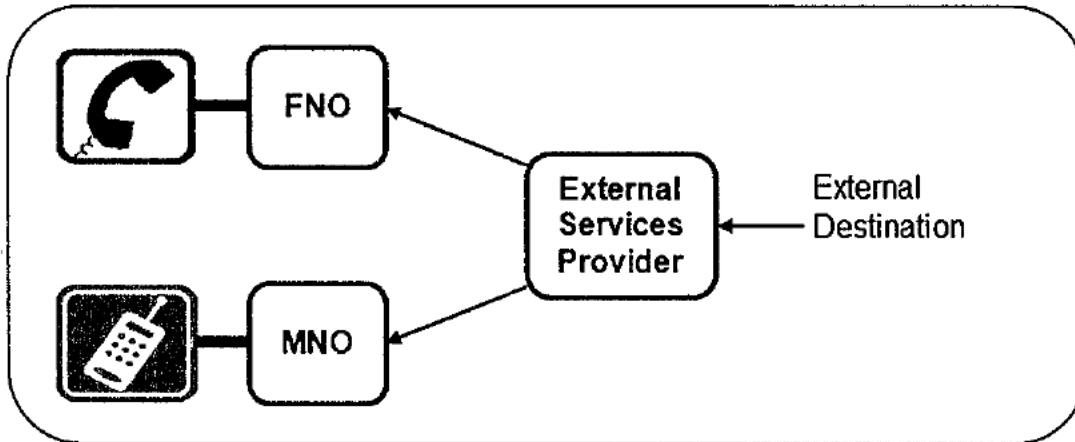 FNO
External
Services
Provider
External
Destination
MNO